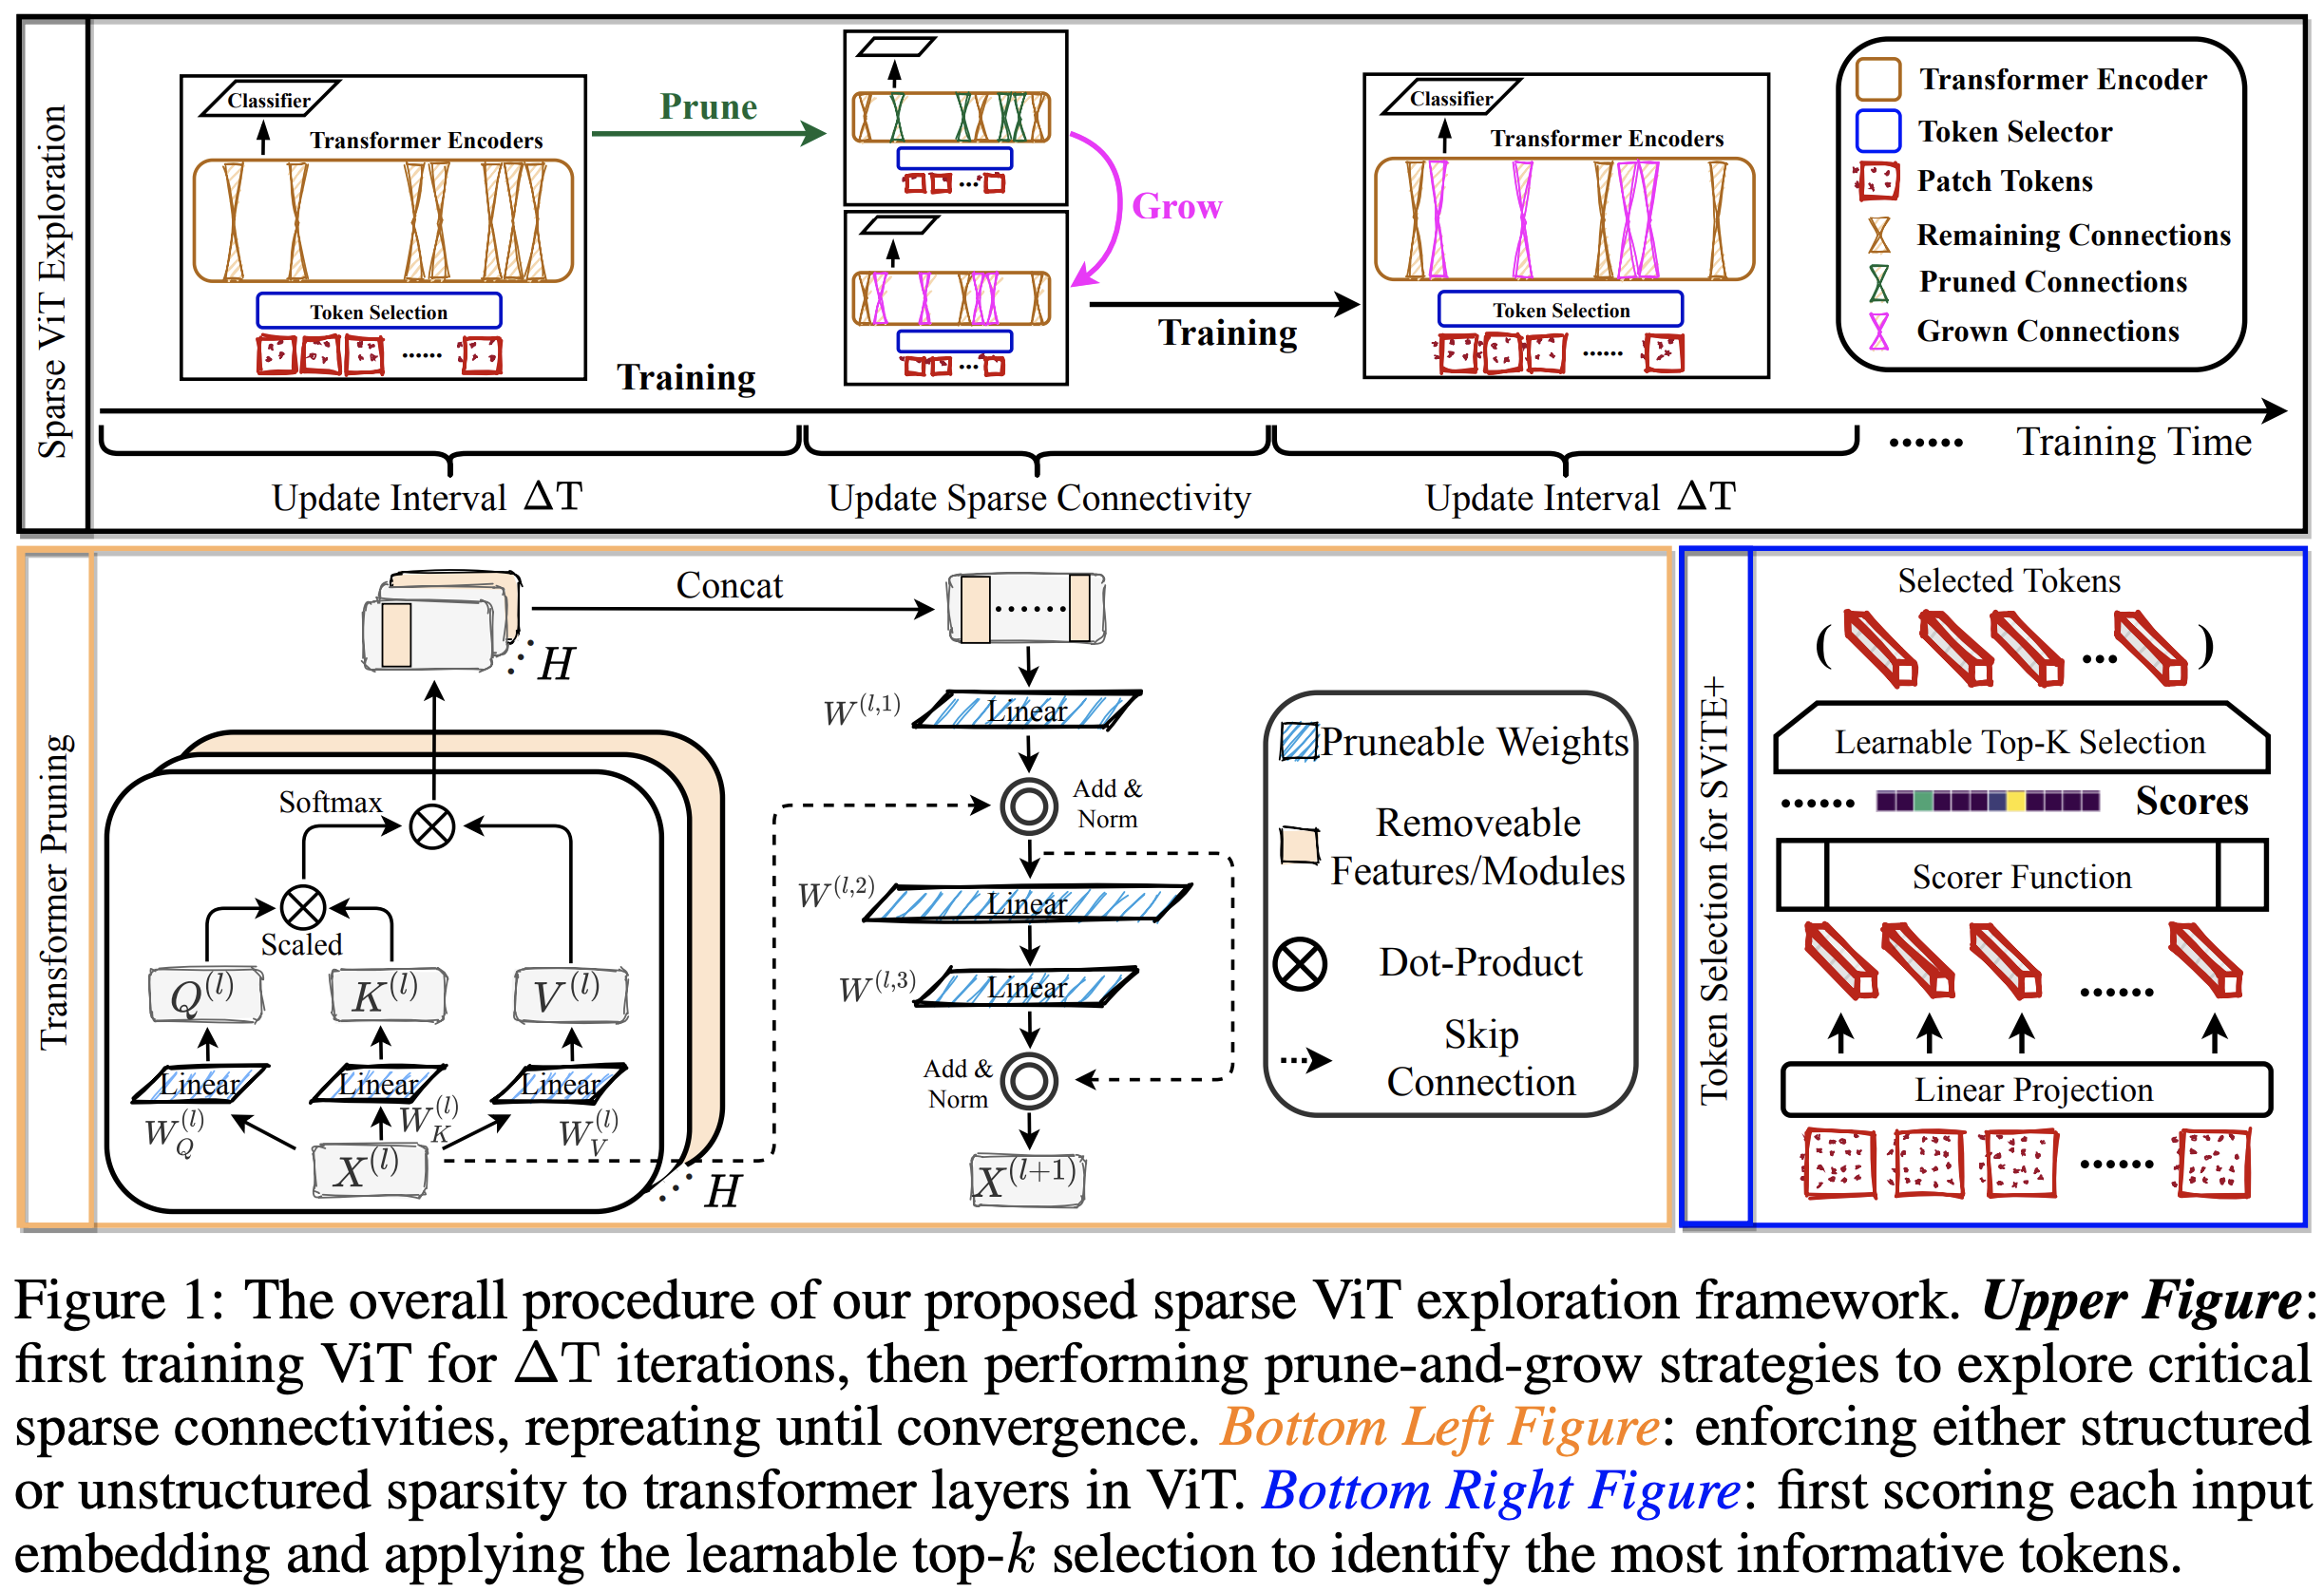 Sparse ViT Exploration
Classifier
Transformer Encoders
Token Selection
......
Prune
...
Grow
...
Training
Training
Classifier
Transformer Encoders
Token Selection
......
Transformer Encoder
Token Selector
Patch Tokens
Remaining Connections
Pruned Connections
Grown Connections
Update Interval ΔT
Update Sparse Connectivity
Update Interval ΔT
...... Training Time
Transformer Pruning
H
Concat
......
Softmax
Scaled
Q^(l)
K^(l)
V^(l)
Linear
Linear
Linear
W_Q^(l)
W_K^(l)
W_V^(l)
X^(l)
H
W^(l,1)
Linear
Add &
Norm
W^(l,2)
Linear
W^(l,3)
Linear
Add &
Norm
X^(l+1)
Pruneable Weights
Removeable
Features/Modules
Dot-Product
Skip
Connection
Token Selection for SViTE+
Selected Tokens
( ... )
Learnable Top-K Selection
...... Scores
Scorer Function
......
Linear Projection
......
Figure 1: The overall procedure of our proposed sparse ViT exploration framework. Upper Figure:
first training ViT for ΔT iterations, then performing prune-and-grow strategies to explore critical
sparse connectivities, repreating until convergence. Bottom Left Figure: enforcing either structured
or unstructured sparsity to transformer layers in ViT. Bottom Right Figure: first scoring each input
embedding and applying the learnable top-k selection to identify the most informative tokens.